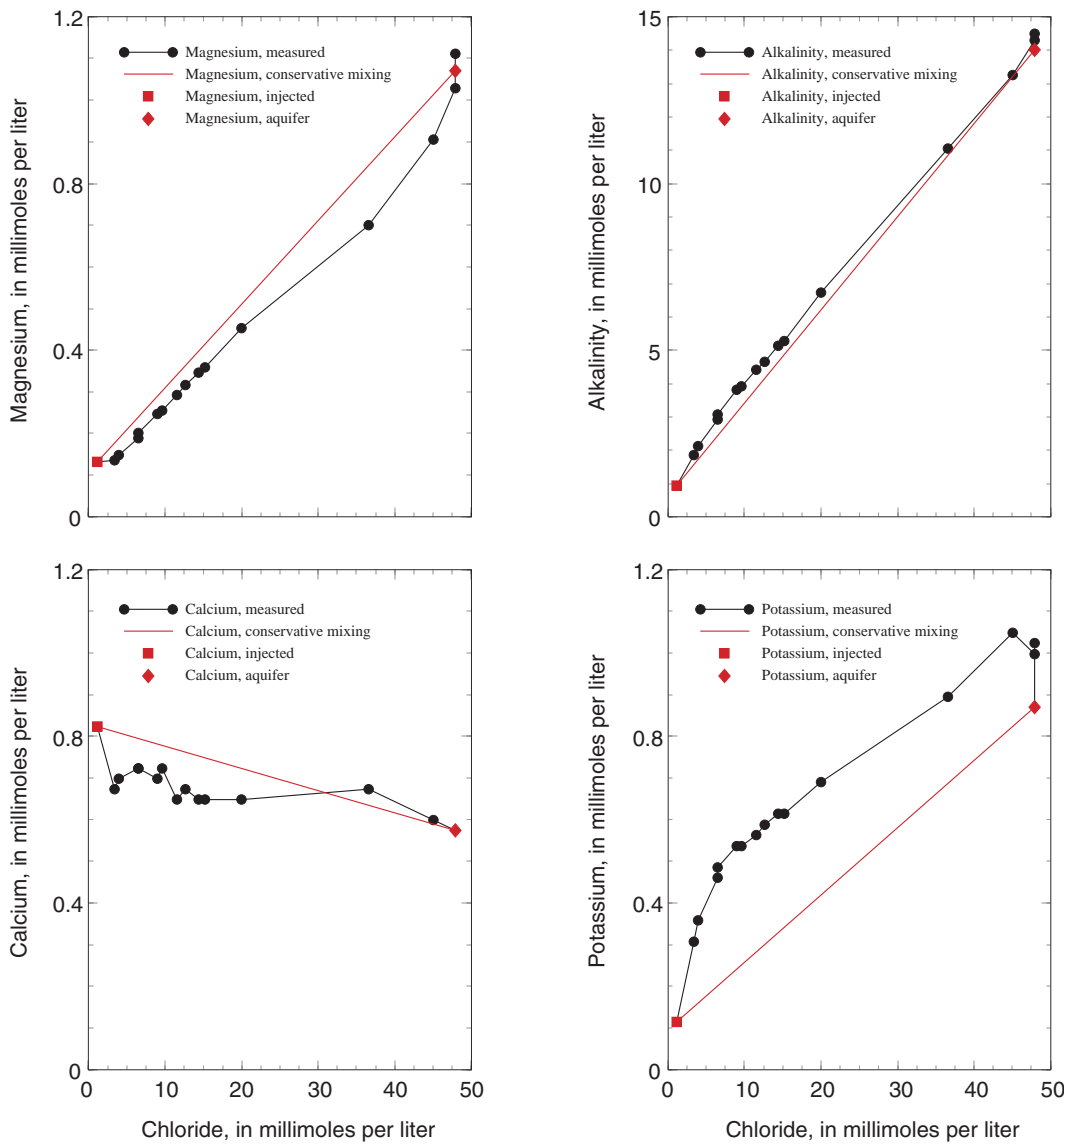 Magnesium, in millimoles per liter
1.2
0.8
0.4
0
Magnesium, measured
Magnesium, conservative mixing
Magnesium, injected
Magnesium, aquifer
Alkalinity, in millimoles per liter
15
10
5
0
Alkalinity, measured
Alkalinity, conservative mixing
Alkalinity, injected
Alkalinity, aquifer
Calcium, in millimoles per liter
1.2
0.8
0.4
0
Calcium, measured
Calcium, conservative mixing
Calcium, injected
Calcium, aquifer
0 10 20 30 40 50
Chloride, in millimoles per liter
Potassium, in millimoles per liter
1.2
0.8
0.4
0
Potassium, measured
Potassium, conservative mixing
Potassium, injected
Potassium, aquifer
0 10 20 30 40 50
Chloride, in millimoles per liter